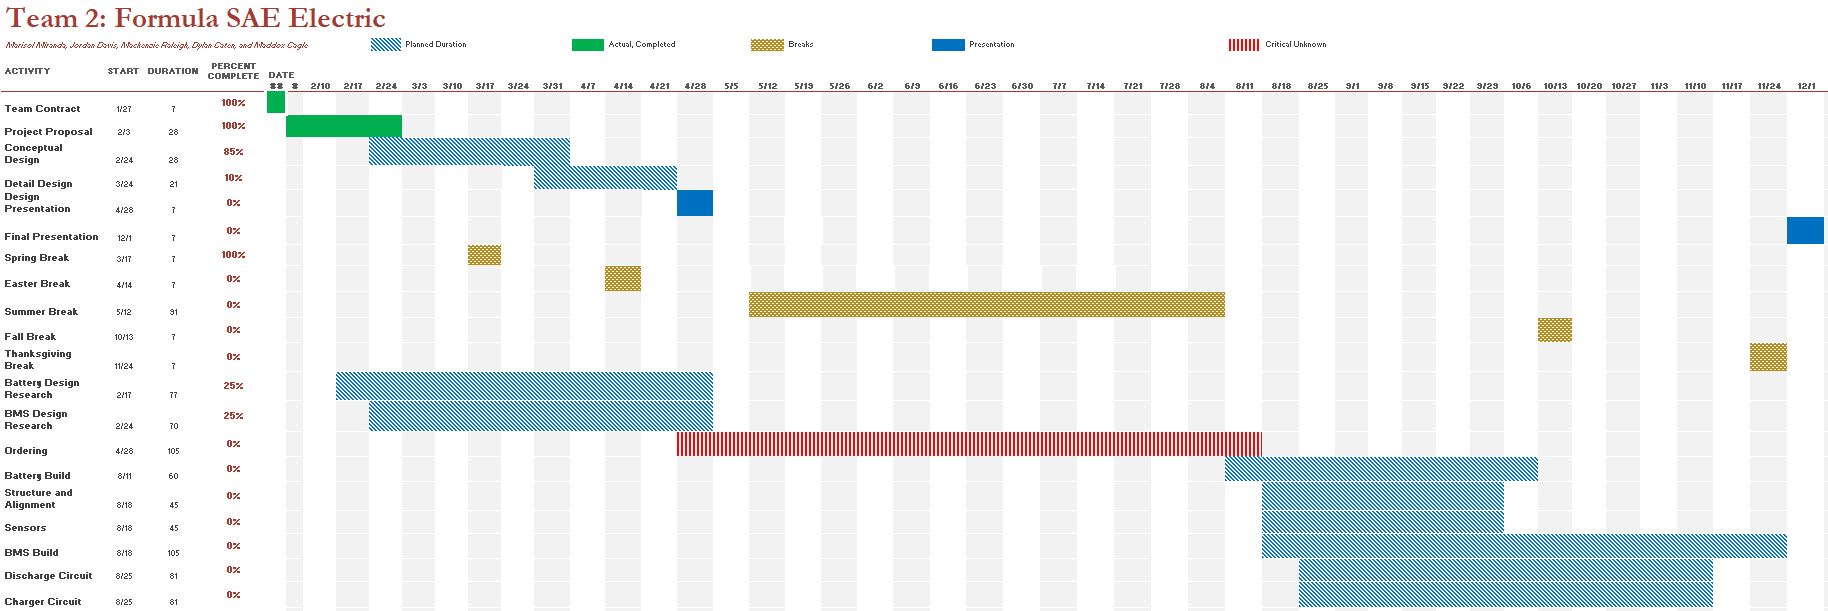 Team 2: Formula SAE Electric
Marisol Miranda, Jordan Davis, Mackenzie Raleigh, Dylan Caten, and Maddox Cagle
Planned Duration
Actual, Completed
Breaks
Presentation
Critical Unknown
ACTIVITY START DURATION PERCENT COMPLETE DATE
## # 2/10 2/17 2/24 3/3 3/10 3/17 3/24 3/31 4/7 4/14 4/21 4/28 5/5 5/12 5/19 5/26 6/2 6/9 6/16 6/23 6/30 7/7 7/14 7/21 7/28 8/4 8/11 8/18 8/25 9/1 9/8 9/15 9/22 9/29 10/6 10/13 10/20 10/27 11/3 11/10 11/17 11/24 12/1
Team Contract 1/27 7 100%
Project Proposal 2/3 28 100%
Conceptual
Design 2/24 28 85%
Detail Design 3/24 21 10%
Design
Presentation 4/28 7 0%
Final Presentation 12/1 7 0%
Spring Break 3/17 7 100%
Easter Break 4/14 7 0%
Summer Break 5/12 91 0%
Fall Break 10/13 7 0%
Thanksgiving
Break 11/24 7 0%
Battery Design
Research 2/17 77 25%
BMS Design
Research 2/24 70 25%
Ordering 4/28 105 0%
Battery Build 8/11 60 0%
Structure and
Alignment 8/18 45 0%
Sensors 8/18 45 0%
BMS Build 8/18 105 0%
Discharge Circuit 8/25 81 0%
Charger Circuit 8/25 81 0%